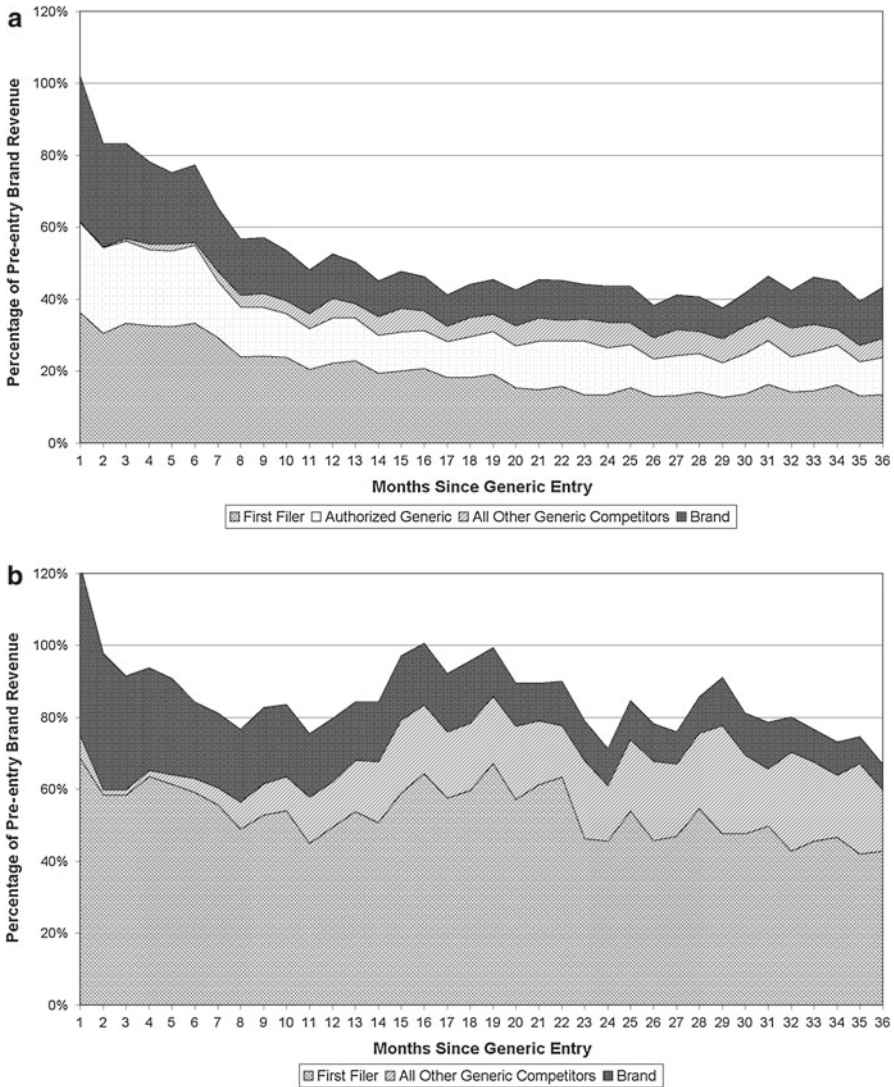 a
120%
100%
80%
60%
40%
20%
0%
Percentage of Pre-entry Brand Revenue
1 2 3 4 5 6 7 8 9 10 11 12 13 14 15 16 17 18 19 20 21 22 23 24 25 26 27 28 29 30 31 32 33 34 35 36
Months Since Generic Entry
First Filer Authorized Generic All Other Generic Competitors Brand
b
120%
100%
80%
60%
40%
20%
0%
Percentage of Pre-entry Brand Revenue
1 2 3 4 5 6 7 8 9 10 11 12 13 14 15 16 17 18 19 20 21 22 23 24 25 26 27 28 29 30 31 32 33 34 35 36
Months Since Generic Entry
First Filer All Other Generic Competitors Brand